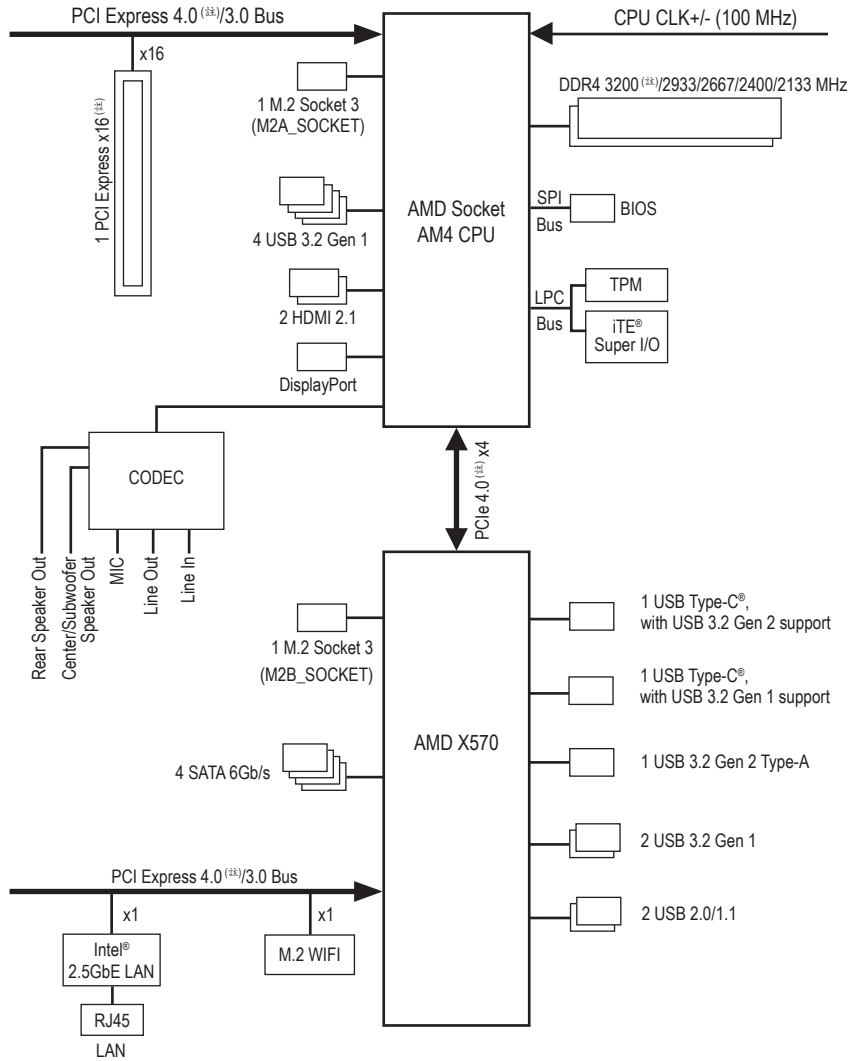 PCI Express 4.0 (註)/3.0 Bus
CPU CLK+/- (100 MHz)
x16
1 PCI Express x16 (註)
1 M.2 Socket 3
(M2A_SOCKET)
DDR4 3200 (註)/2933/2667/2400/2133 MHz
4 USB 3.2 Gen 1
AMD Socket
AM4 CPU
SPI
Bus
BIOS
2 HDMI 2.1
LPC
Bus
TPM
iTE®
Super I/O
DisplayPort
CODEC
PCIe 4.0 (註) x4
Rear Speaker Out
Center/Subwoofer
Speaker Out
MIC
Line Out
Line In
1 M.2 Socket 3
(M2B_SOCKET)
1 USB Type-C®,
with USB 3.2 Gen 2 support
1 USB Type-C®,
with USB 3.2 Gen 1 support
AMD X570
4 SATA 6Gb/s
1 USB 3.2 Gen 2 Type-A
2 USB 3.2 Gen 1
PCI Express 4.0 (註)/3.0 Bus
2 USB 2.0/1.1
x1
x1
Intel®
2.5GbE LAN
M.2 WIFI
RJ45
LAN